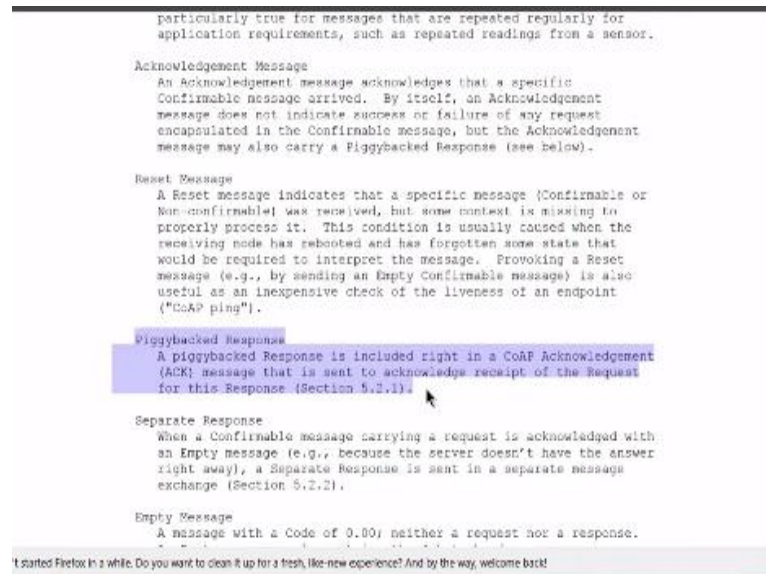 particularly true for messages that are repeated regularly for
application requirements, such as repeated readings from a sensor.
Acknowledgement Message
An Acknowledgement message acknowledges that a specific
Confirmable message arrived. By itself, an Acknowledgement
message does not indicate success or failure of any request
encapsulated in the Confirmable message, but the Acknowledgement
message may also carry a Piggybacked Response (see below).
Reset Message
A Reset message indicates that a specific message (Confirmable or
Non-confirmable) was received, but some context is missing to
properly process it. This condition is usually caused when the
receiving node has rebooted and has forgotten some state that
would be required to interpret the message. Provoking a Reset
message (e.g., by sending an Empty Confirmable message) is also
useful as an inexpensive check of the liveness of an endpoint
("CoAP ping").
Piggybacked Response
A piggybacked Response is included right in a CoAP Acknowledgement
(ACK) message that is sent to acknowledge receipt of the Request
for this Response (Section 5.2.1).
Separate Response
When a Confirmable message carrying a request is acknowledged with
an Empty message (e.g., because the server doesn't have the answer
right away), a Separate Response is sent in a separate message
exchange (Section 5.2.2).
Empty Message
A message with a Code of 0.00; neither a request nor a response.
't started Firefox in a while. Do you want to clean it up for a fresh, like-new experience? And by the way, welcome back!